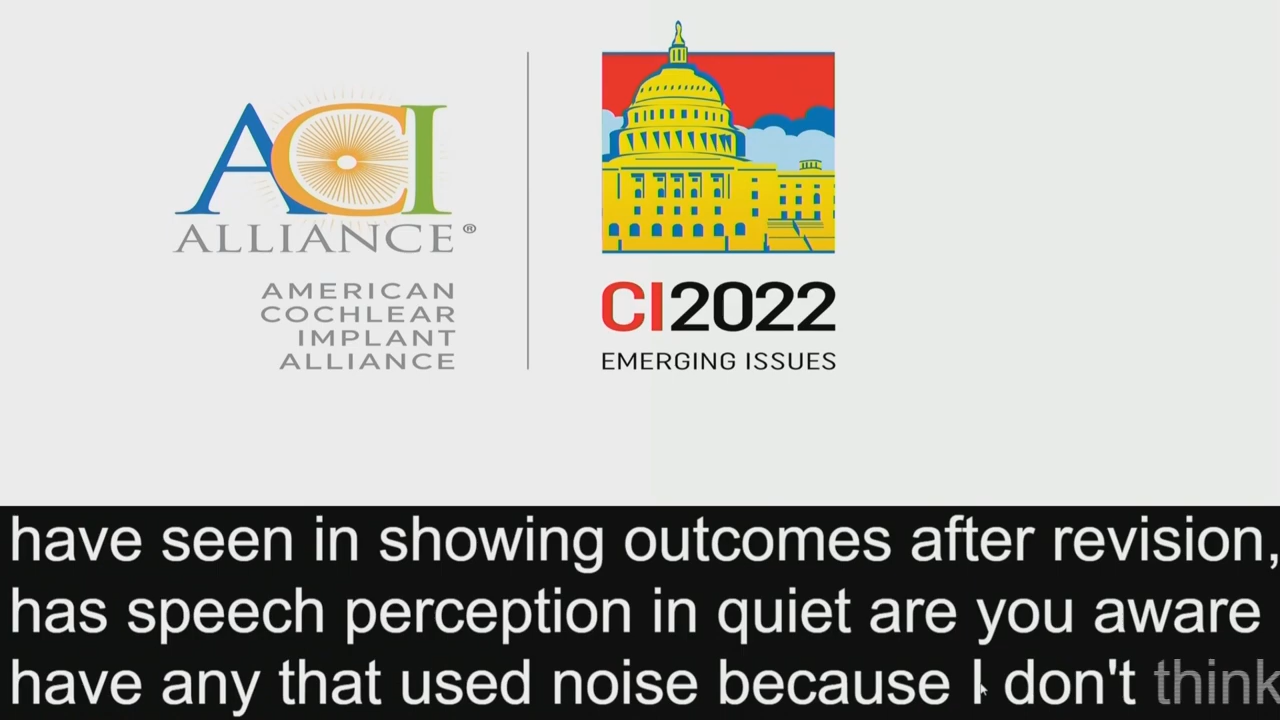 ACI
ALLIANCE®
AMERICAN
COCHLEAR
IMPLANT
ALLIANCE
CI2022
EMERGING ISSUES
have seen in showing outcomes after revision,
has speech perception in quiet are you aware
have any that used noise because I don't think